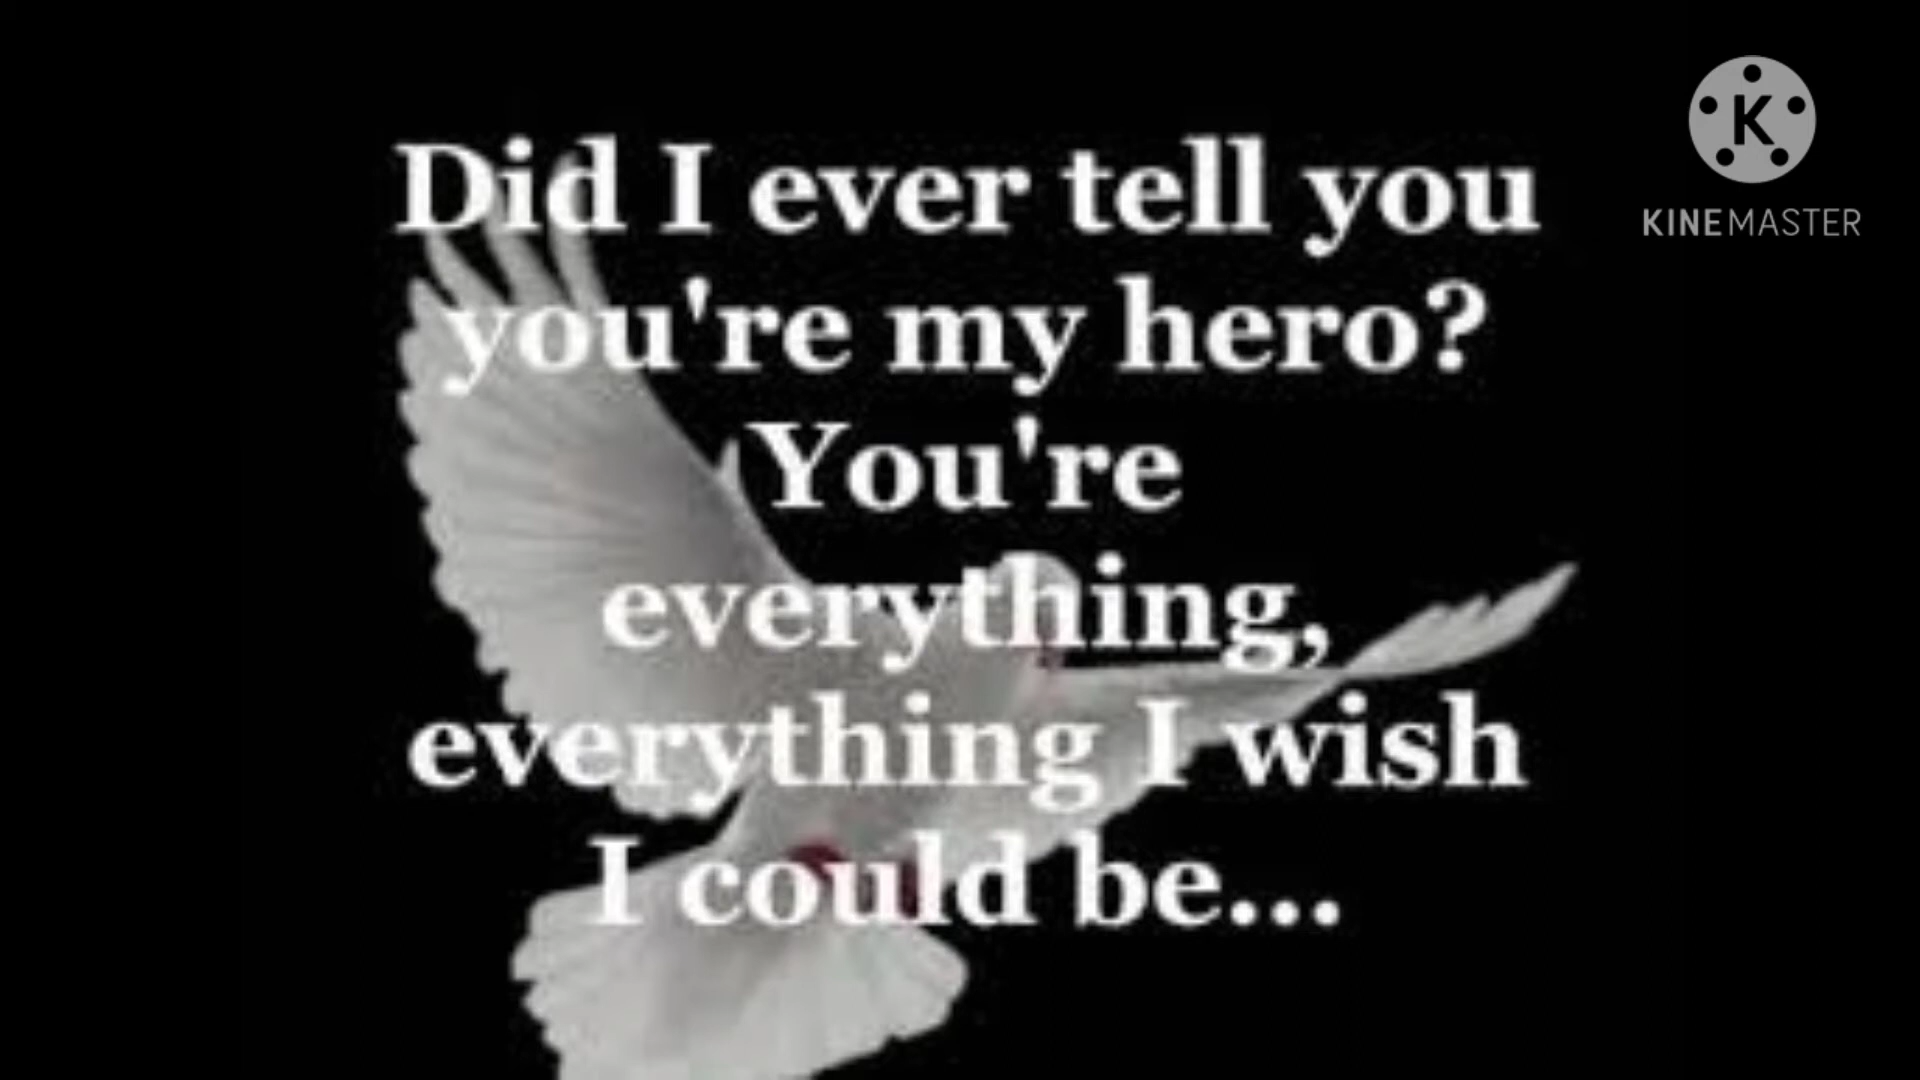 Did I ever tell you
you're my hero?
You're
everything,
everything I wish
I could be...
K
KINEMASTER